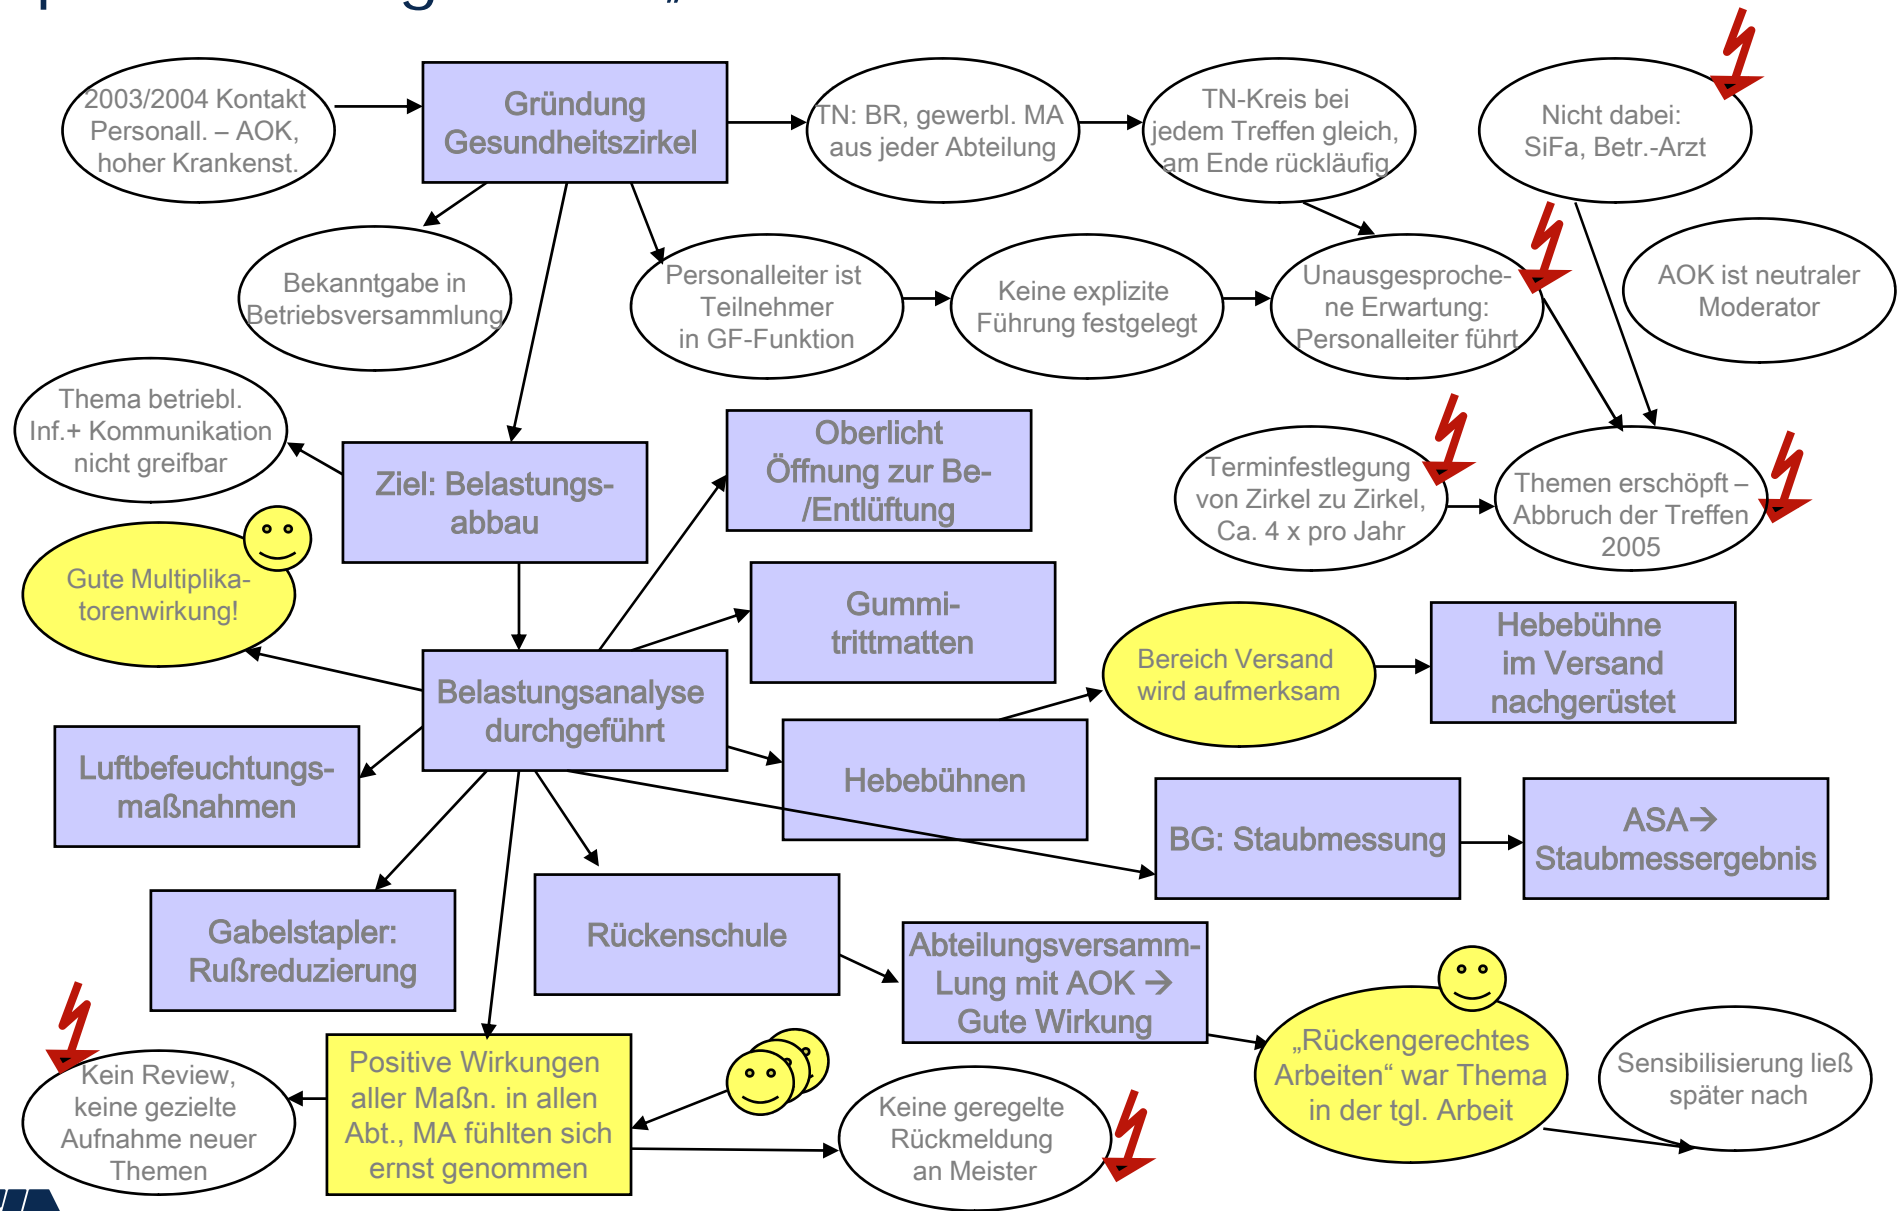 2003/2004 Kontakt
Personall. – AOK,
hoher Krankenst.
Gründung
Gesundheitszirkel
TN: BR, gewerbl. MA
aus jeder Abteilung
TN-Kreis bei
jedem Treffen gleich,
am Ende rückläufig
Nicht dabei:
SiFa, Betr.-Arzt
Bekanntgabe in
Betriebsversammlung
Personalleiter ist
Teilnehmer
in GF-Funktion
Keine explizite
Führung festgelegt
Unausgesproche-
ne Erwartung:
Personalleiter führt
AOK ist neutraler
Moderator
Thema betriebl.
Inf.+ Kommunikation
nicht greifbar
Ziel: Belastungs-
abbau
Oberlicht
Öffnung zur Be-
/Entlüftung
Terminfestlegung
von Zirkel zu Zirkel,
Ca. 4 x pro Jahr
Themen erschöpft –
Abbruch der Treffen
2005
Gute Multiplika-
torenwirkung!
Gummi-
trittmatten
Bereich Versand
wird aufmerksam
Hebebühne
im Versand
nachgerüstet
Belastungsanalyse
durchgeführt
Luftbefeuchtungs-
maßnahmen
Hebebühnen
BG: Staubmessung
ASA→
Staubmessergebnis
Gabelstapler:
Rußreduzierung
Rückenschule
Abteilungsversamm-
Lung mit AOK →
Gute Wirkung
„Rückengerechtes
Arbeiten“ war Thema
in der tgl. Arbeit
Sensibilisierung ließ
später nach
Kein Review,
keine gezielte
Aufnahme neuer
Themen
Positive Wirkungen
aller Maßn. in allen
Abt., MA fühlten sich
ernst genommen
Keine geregelte
Rückmeldung
an Meister